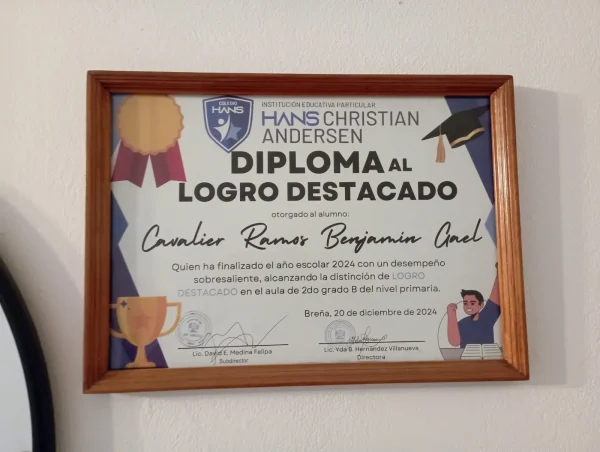 COLEGIO
HANS
INSTITUCIÓN EDUCATIVA PARTICULAR
HANS CHRISTIAN
ANDERSEN
DIPLOMA AL
LOGRO DESTACADO
otorgado al alumno:
Cavalier Ramos Benjamin Gael
Quien ha finalizado el año escolar 2024 con un desempeño
sobresaliente, alcanzando la distinción de LOGRO
DESTACADO en el aula de 2do grado B del nivel primaria.
Breña, 20 de diciembre de 2024
Lic. David E. Medina Felipa
Subdirector
Lic. Yda B. Hernández Villanueva
Directora